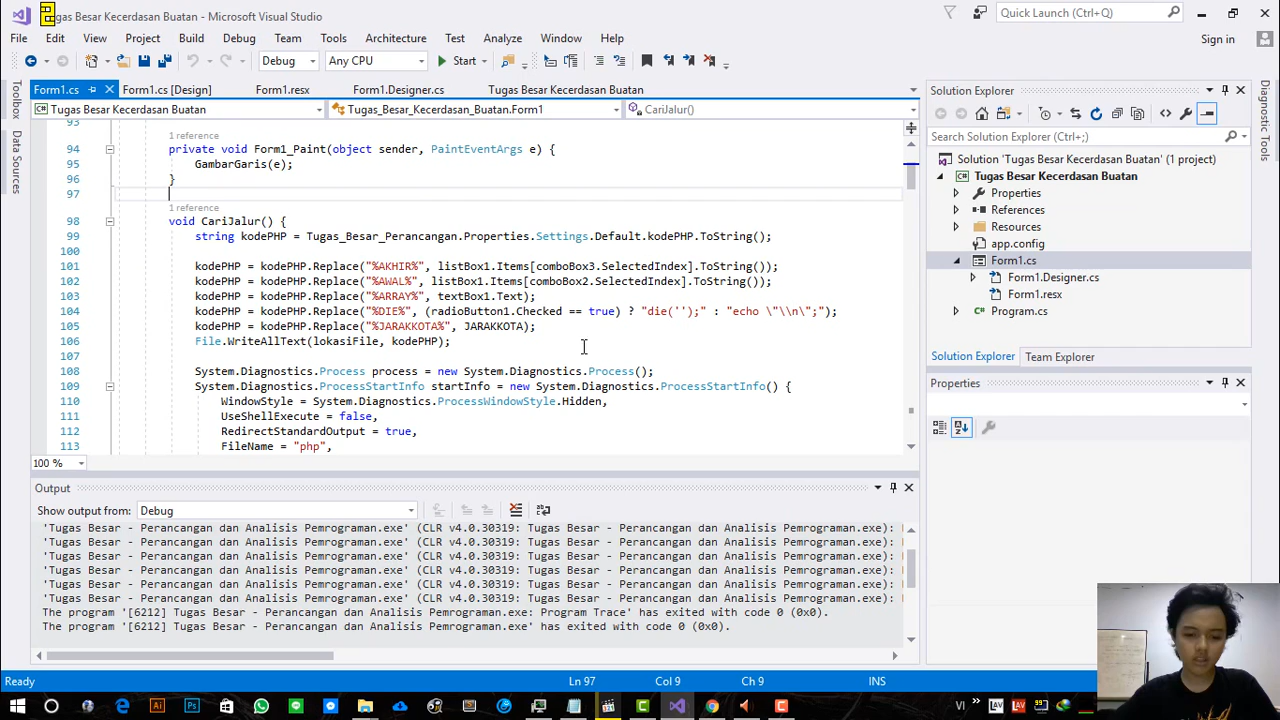 Tugas Besar Kecerdasan Buatan - Microsoft Visual Studio
Quick Launch (Ctrl+Q)
File Edit View Project Build Debug Team Tools Architecture Test Analyze Window Help
Sign in
Debug Any CPU Start
Form1.cs Form1.cs [Design] Form1.resx Form1.Designer.cs Tugas Besar Kecerdasan Buatan
Tugas Besar Kecerdasan Buatan Tugas_Besar_Kecerdasan_Buatan.Form1 CariJalur()
Toolbox
Data Sources
93
1 reference
94 private void Form1_Paint(object sender, PaintEventArgs e) {
95 GambarGaris(e);
96 }
97
1 reference
98 void CariJalur() {
99 string kodePHP = Tugas_Besar_Perancangan.Properties.Settings.Default.kodePHP.ToString();
100
101 kodePHP = kodePHP.Replace("%AKHIR%", listBox1.Items[comboBox3.SelectedIndex].ToString());
102 kodePHP = kodePHP.Replace("%AWAL%", listBox1.Items[comboBox2.SelectedIndex].ToString());
103 kodePHP = kodePHP.Replace("%ARRAY%", textBox1.Text);
104 kodePHP = kodePHP.Replace("%DIE%", (radioButton1.Checked == true) ? "die('');" : "echo \"\\n\";");
105 kodePHP = kodePHP.Replace("%JARAKKOTA%", JARAKKOTA);
106 File.WriteAllText(lokasiFile, kodePHP);
107
108 System.Diagnostics.Process process = new System.Diagnostics.Process();
109 System.Diagnostics.ProcessStartInfo startInfo = new System.Diagnostics.ProcessStartInfo() {
110 WindowStyle = System.Diagnostics.ProcessWindowStyle.Hidden,
111 UseShellExecute = false,
112 RedirectStandardOutput = true,
113 FileName = "php",
100 %
Output
Show output from: Debug
'Tugas Besar - Perancangan dan Analisis Pemrograman.exe' (CLR v4.0.30319: Tugas Besar - Perancangan dan Analisis Pemrograman.exe):
'Tugas Besar - Perancangan dan Analisis Pemrograman.exe' (CLR v4.0.30319: Tugas Besar - Perancangan dan Analisis Pemrograman.exe):
'Tugas Besar - Perancangan dan Analisis Pemrograman.exe' (CLR v4.0.30319: Tugas Besar - Perancangan dan Analisis Pemrograman.exe):
'Tugas Besar - Perancangan dan Analisis Pemrograman.exe' (CLR v4.0.30319: Tugas Besar - Perancangan dan Analisis Pemrograman.exe):
'Tugas Besar - Perancangan dan Analisis Pemrograman.exe' (CLR v4.0.30319: Tugas Besar - Perancangan dan Analisis Pemrograman.exe):
'Tugas Besar - Perancangan dan Analisis Pemrograman.exe' (CLR v4.0.30319: Tugas Besar - Perancangan dan Analisis Pemrograman.exe):
The program '[6212] Tugas Besar - Perancangan dan Analisis Pemrograman.exe: Program Trace' has exited with code 0 (0x0).
The program '[6212] Tugas Besar - Perancangan dan Analisis Pemrograman.exe' has exited with code 0 (0x0).
Solution Explorer
Search Solution Explorer (Ctrl+;)
Solution 'Tugas Besar Kecerdasan Buatan' (1 project)
Tugas Besar Kecerdasan Buatan
Properties
References
Resources
app.config
Form1.cs
Form1.Designer.cs
Form1.resx
Program.cs
Solution Explorer Team Explorer
Properties
Diagnostic Tools
Ready Ln 97 Col 9 Ch 9 INS
VI